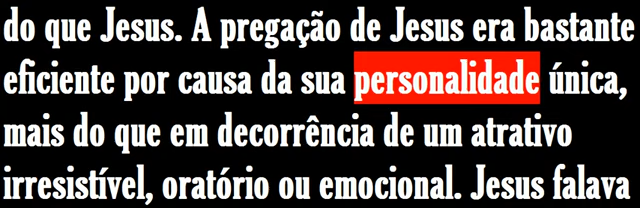 do que Jesus. A pregação de Jesus era bastante
eficiente por causa da sua personalidade única,
mais do que em decorrência de um atrativo
irresistível, oratório ou emocional. Jesus falava